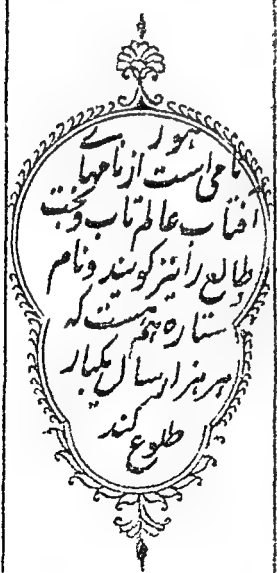 هور
نامی است از نامهای
آفتاب عالم تاب و بخت
و طالع را نیز گویند و نام
ستاره هم هست که
هر هزار سال یکبار
طلوع کند